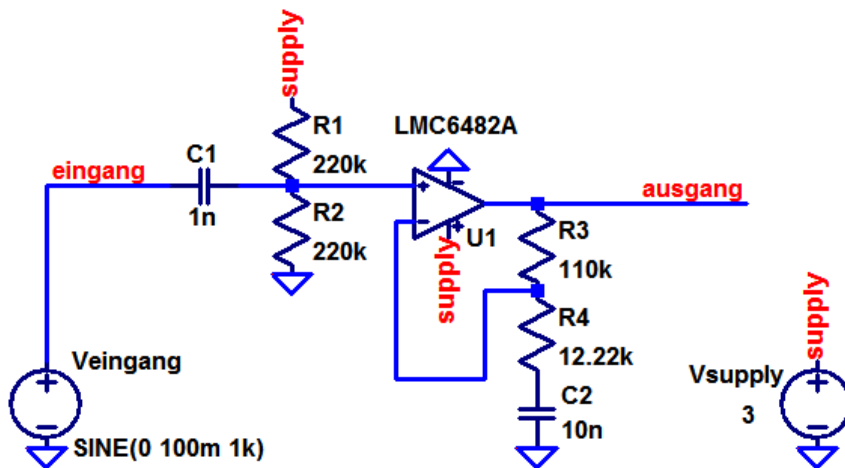 supply
R1
220k
LMC6482A
eingang
C1
1n
R2
220k
U1
supply
ausgang
R3
110k
R4
12.22k
C2
10n
Veingang
SINE(0 100m 1k)
supply
Vsupply
3